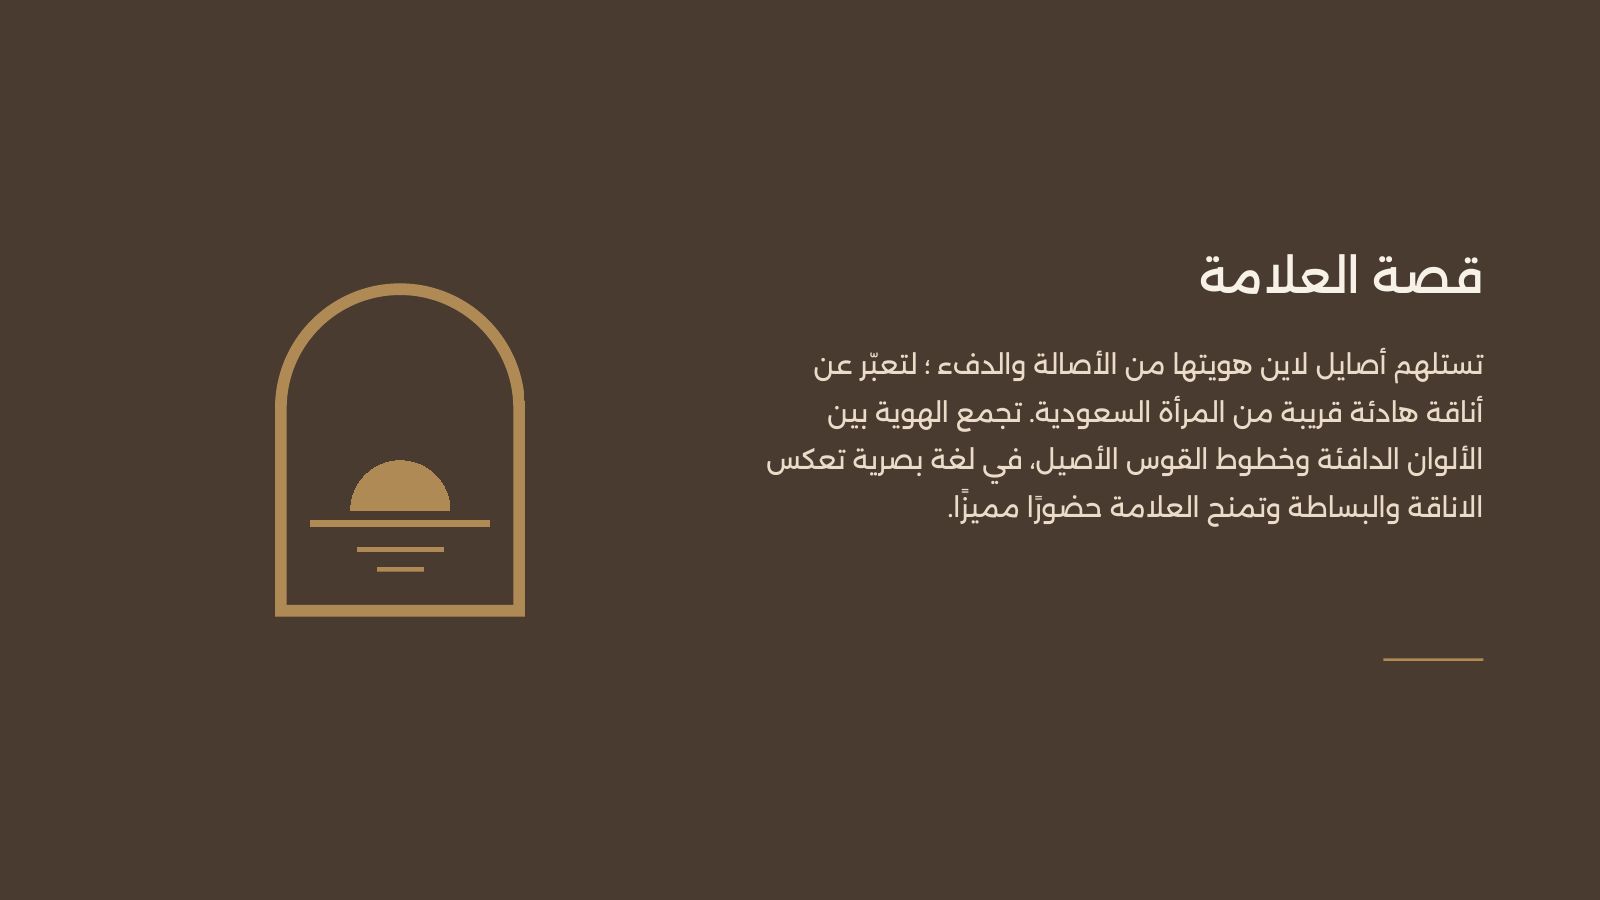 قصة العلامة
تستلهم أصايل لاين هويتها من الأصالة والدفء ؛ لتعبّر عن
أناقة هادئة قريبة من المرأة السعودية. تجمع الهوية بين
الألوان الدافئة وخطوط القوس الأصيل، في لغة بصرية تعكس
الاناقة والبساطة وتمنح العلامة حضورًا مميزًا.